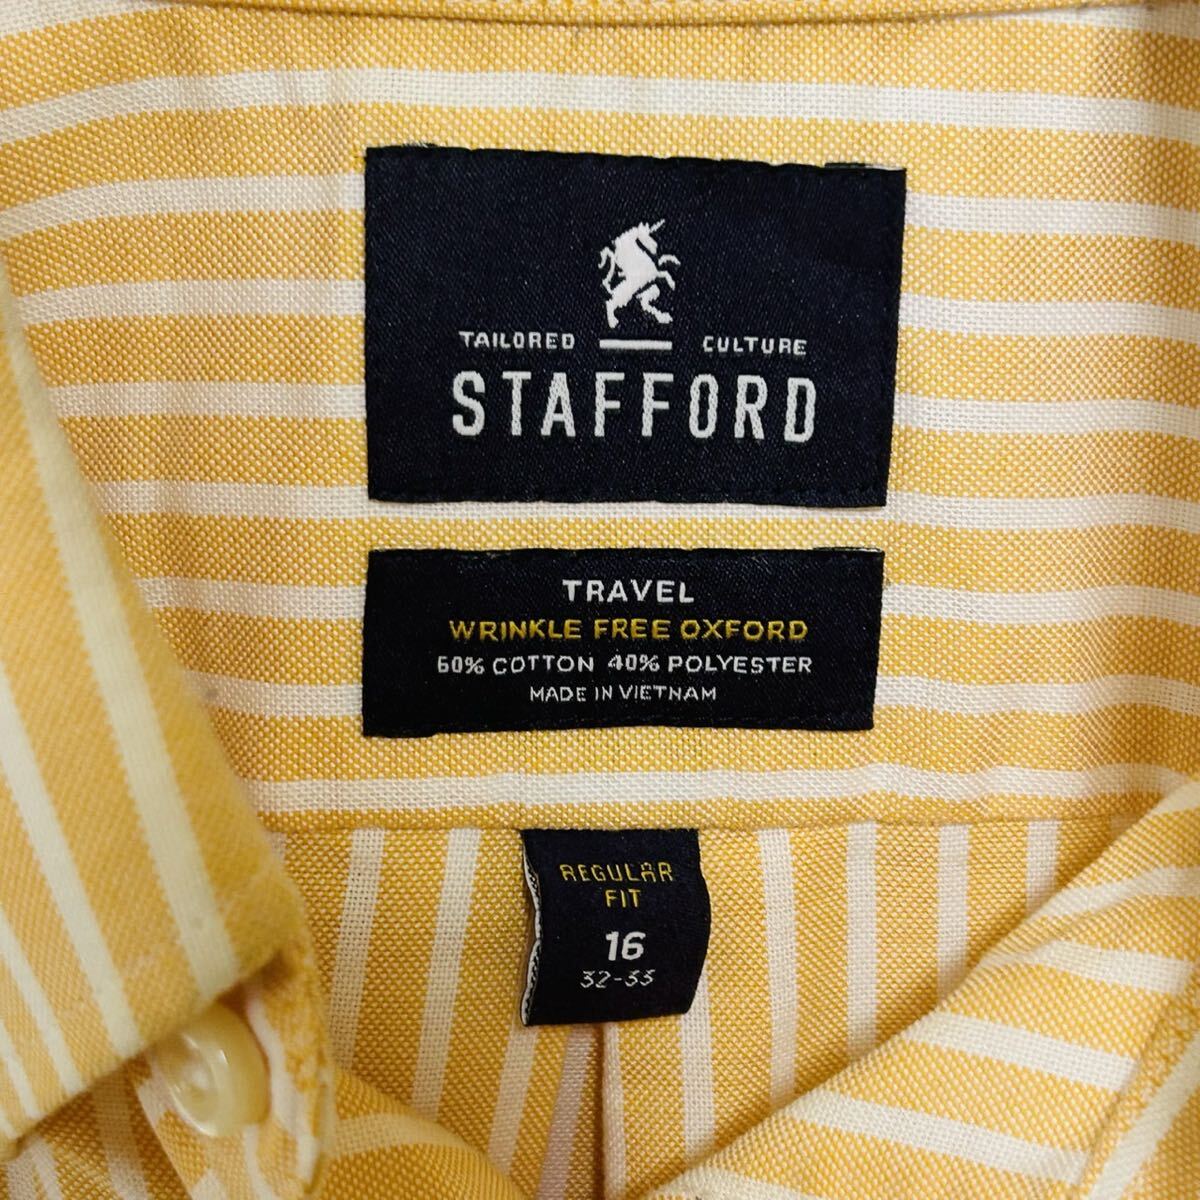 TAILORED CULTURE
STAFFORD
TRAVEL
WRINKLE FREE OXFORD
60% COTTON 40% POLYESTER
MADE IN VIETNAM
REGULAR
FIT
16
32-33